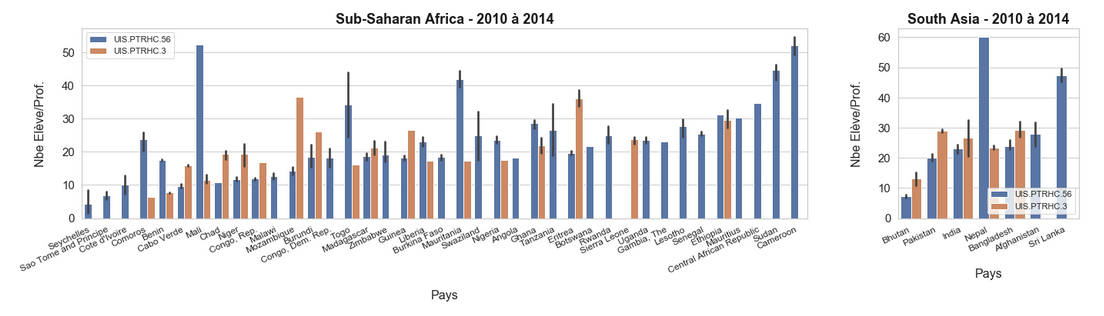 Sub-Saharan Africa - 2010 à 2014
Nbe Elève/Prof.
50
40
30
20
10
0
UIS.PTRHC.56
UIS.PTRHC.3
Seychelles
Sao Tome and Principe
Cote d'Ivoire
Comoros
Benin
Cabo Verde
Mali
Chad
Niger
Congo, Rep.
Malawi
Mozambique
Burundi
Congo, Dem. Rep.
Togo
Madagascar
Zimbabwe
Guinea
Liberia
Burkina Faso
Mauritania
Swaziland
Nigeria
Angola
Ghana
Tanzania
Eritrea
Botswana
Rwanda
Sierra Leone
Uganda
Gambia, The
Lesotho
Senegal
Ethiopia
Mauritius
Central African Republic
Sudan
Cameroon
Pays
South Asia - 2010 à 2014
Nbe Elève/Prof.
60
50
40
30
20
10
0
UIS.PTRHC.56
UIS.PTRHC.3
Bhutan
Pakistan
India
Nepal
Bangladesh
Afghanistan
Sri Lanka
Pays